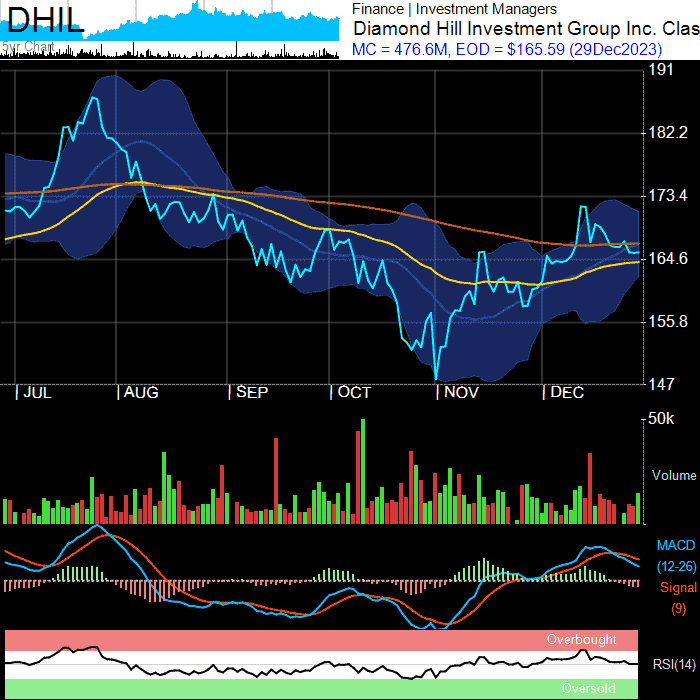 DHIL
5yr Chart
Finance | Investment Managers
Diamond Hill Investment Group Inc. Clas
MC = 476.6M, EOD = $165.59 (29Dec2023)
191
182.2
173.4
164.6
155.8
147
JUL AUG SEP OCT NOV DEC
50k
Volume
MACD
(12-26)
Signal
(9)
Overbought
RSI(14)
Oversold